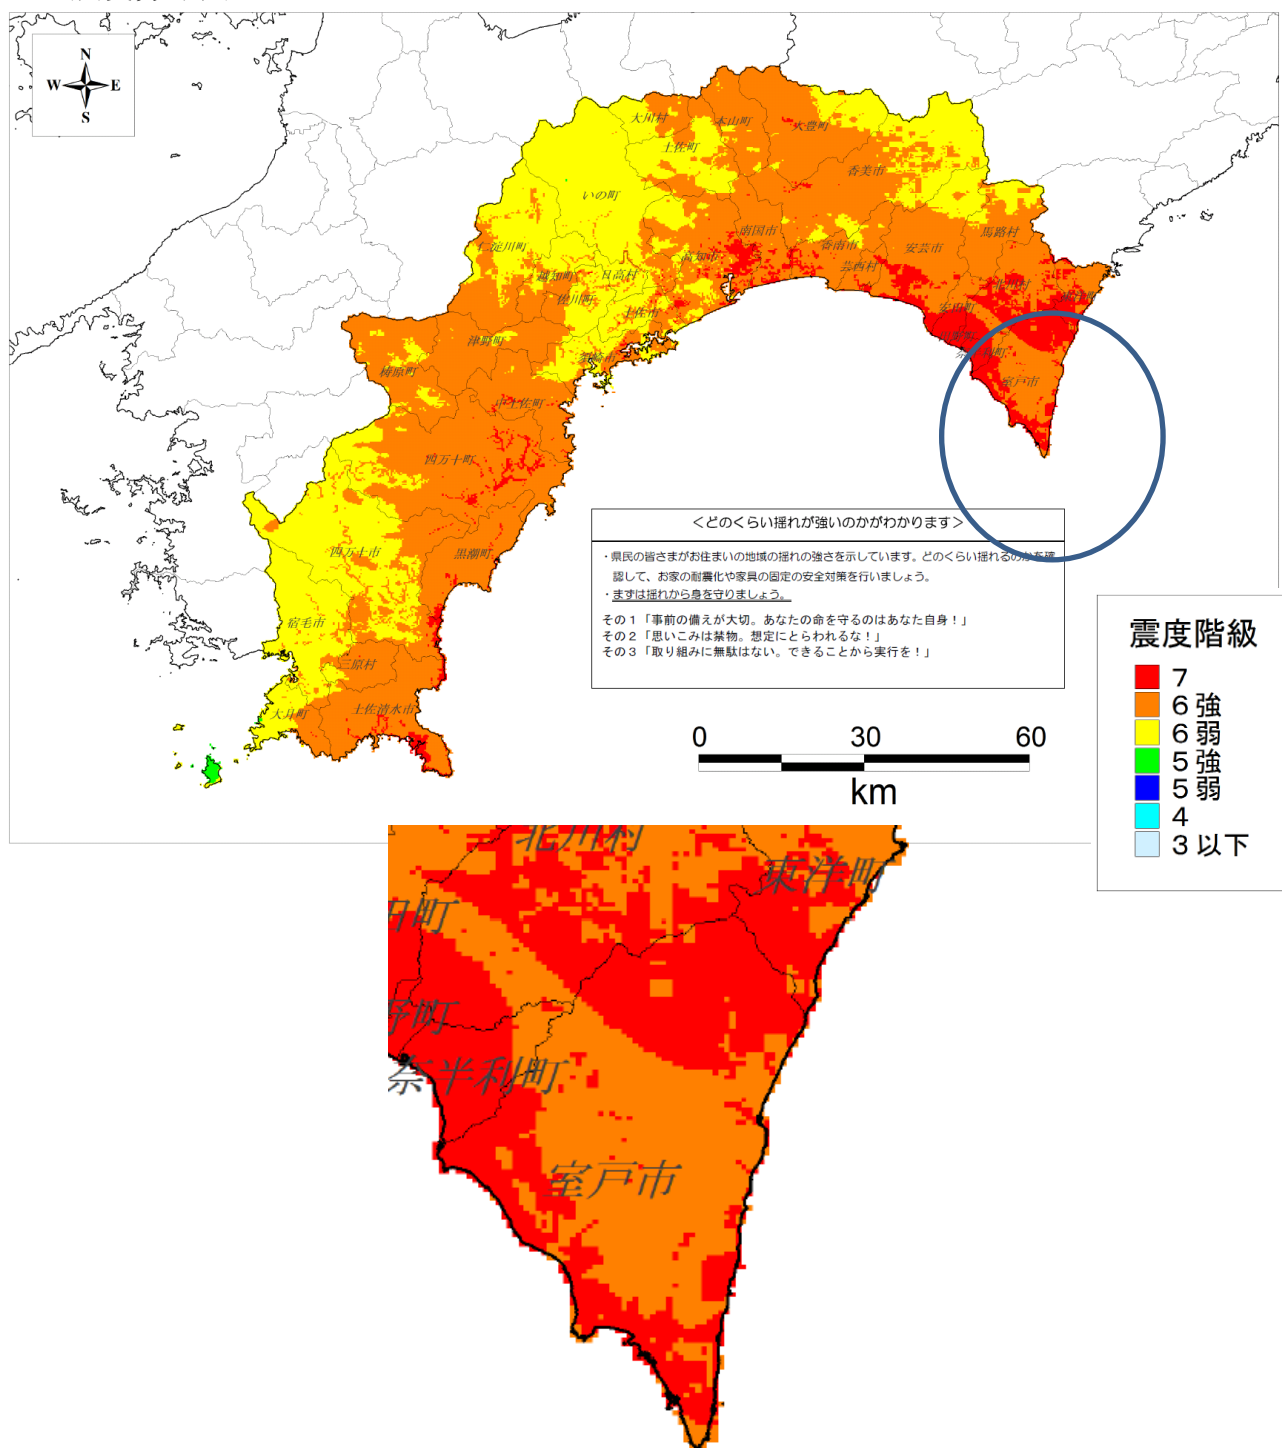 N
W E
S
大川村
本山町
大豊町
土佐町
香美市
いの町
南国市
馬路村
仁淀川町
香南市
安芸市
高知市
越知町
日高村
芸西村
北川村
佐川町
東洋町
土佐市
安田町
津野町
須崎市
田野町
奈半利町
梼原町
室戸市
中土佐町
四万十町
四万十市
黒潮町
宿毛市
三原村
大月町
土佐清水市
＜どのくらい揺れが強いのかがわかります＞
・県民の皆さまがお住まいの地域の揺れの強さを示しています。どのくらい揺れるのかを確
認して、お家の耐震化や家具の固定の安全対策を行いましょう。
・まずは揺れから身を守りましょう。
その１「事前の備えが大切。あなたの命を守るのはあなた自身！」
その２「思いこみは禁物。想定にとらわれるな！」
その３「取り組みに無駄はない。できることから実行を！」
0 30 60
km
震度階級
7
6強
6弱
5強
5弱
4
3以下
北川村
東洋町
田町
野町
奈半利町
室戸市